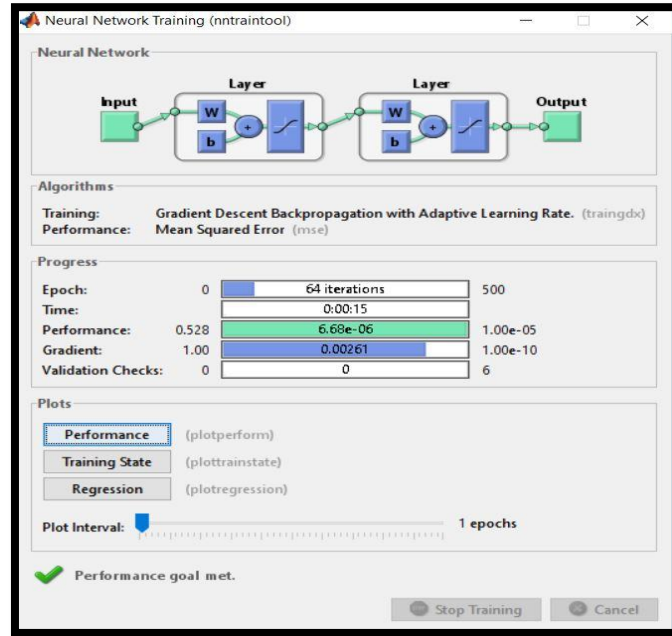 Neural Network Training (nntraintool)
Neural Network
Layer Layer
Input W b + W b + Output
Algorithms
Training: Gradient Descent Backpropagation with Adaptive Learning Rate. (traingdx)
Performance: Mean Squared Error (mse)
Progress
Epoch: 0 64 iterations 500
Time: 0:00:15
Performance: 0.528 6.68e-06 1.00e-05
Gradient: 1.00 0.00261 1.00e-10
Validation Checks: 0 0 6
Plots
Performance (plotperform)
Training State (plottrainstate)
Regression (plotregression)
Plot Interval: 1 epochs
Performance goal met.
Stop Training Cancel